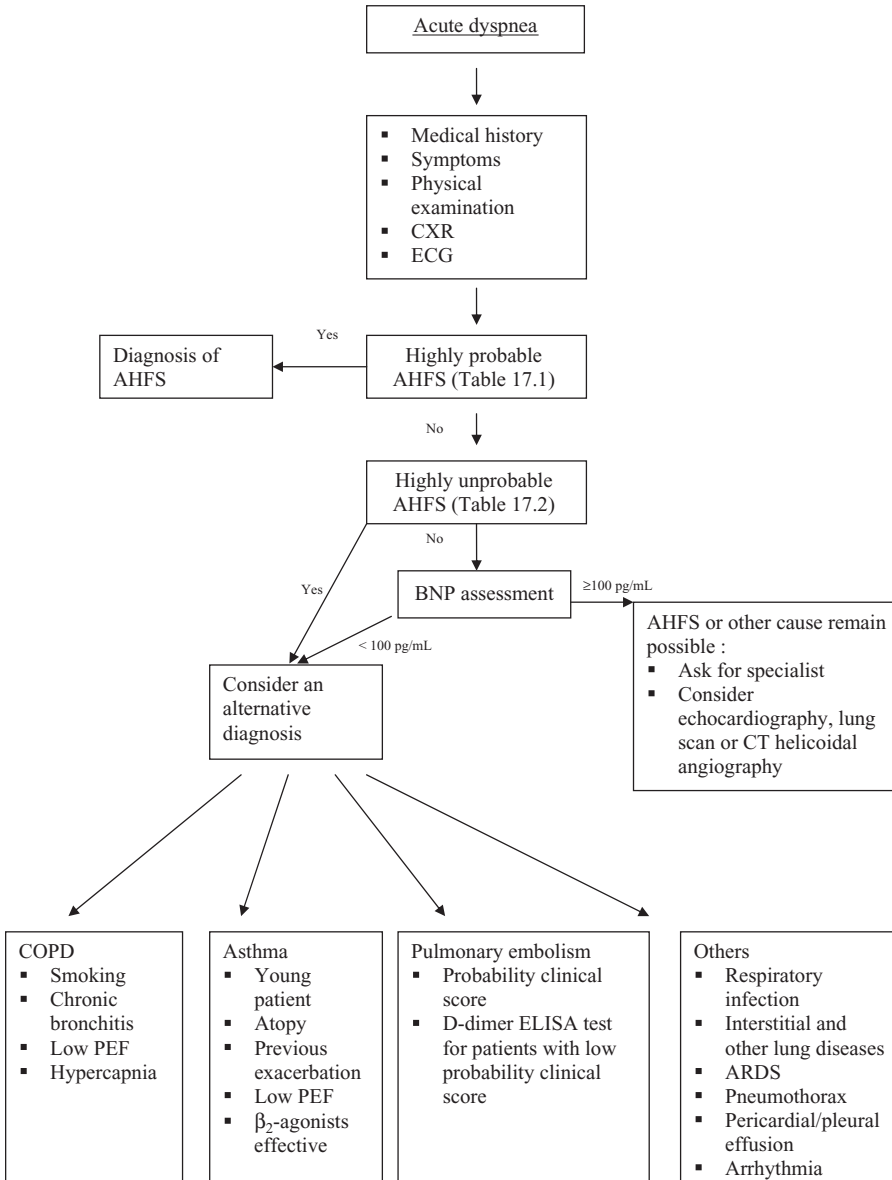 Acute dyspnea
▪ Medical history
▪ Symptoms
▪ Physical
examination
▪ CXR
▪ ECG
Yes
Diagnosis of
AHFS
Highly probable
AHFS (Table 17.1)
No
Highly unprobable
AHFS (Table 17.2)
No
Yes
BNP assessment
≥100 pg/mL
< 100 pg/mL
AHFS or other cause remain
possible :
▪ Ask for specialist
▪ Consider
echocardiography, lung
scan or CT helicoidal
angiography
Consider an
alternative
diagnosis
COPD
▪ Smoking
▪ Chronic
bronchitis
▪ Low PEF
▪ Hypercapnia
Asthma
▪ Young
patient
▪ Atopy
▪ Previous
exacerbation
▪ Low PEF
▪ β₂-agonists
effective
Pulmonary embolism
▪ Probability clinical
score
▪ D-dimer ELISA test
for patients with low
probability clinical
score
Others
▪ Respiratory
infection
▪ Interstitial and
other lung diseases
▪ ARDS
▪ Pneumothorax
▪ Pericardial/pleural
effusion
▪ Arrhythmia